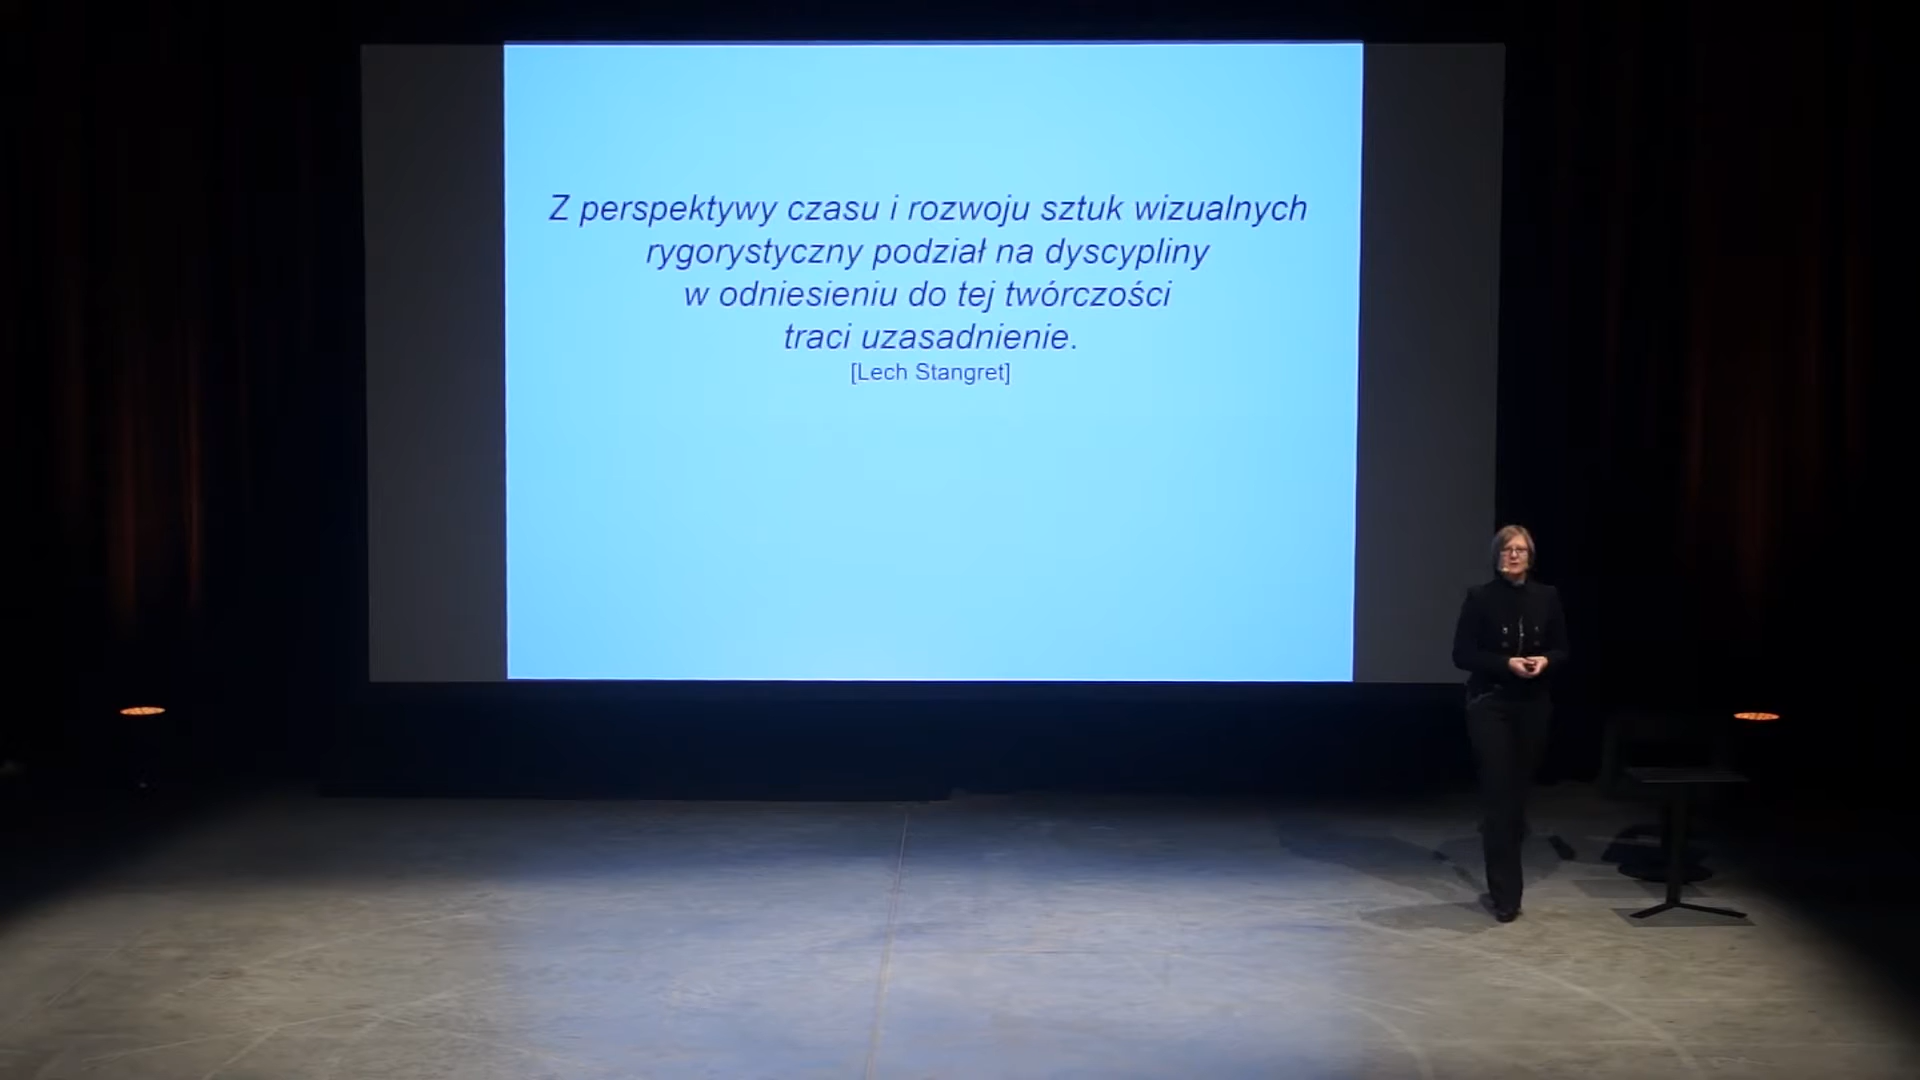 Z perspektywy czasu i rozwoju sztuk wizualnych
rygorystyczny podział na dyscypliny
w odniesieniu do tej twórczości
traci uzasadnienie.
[Lech Stangret]